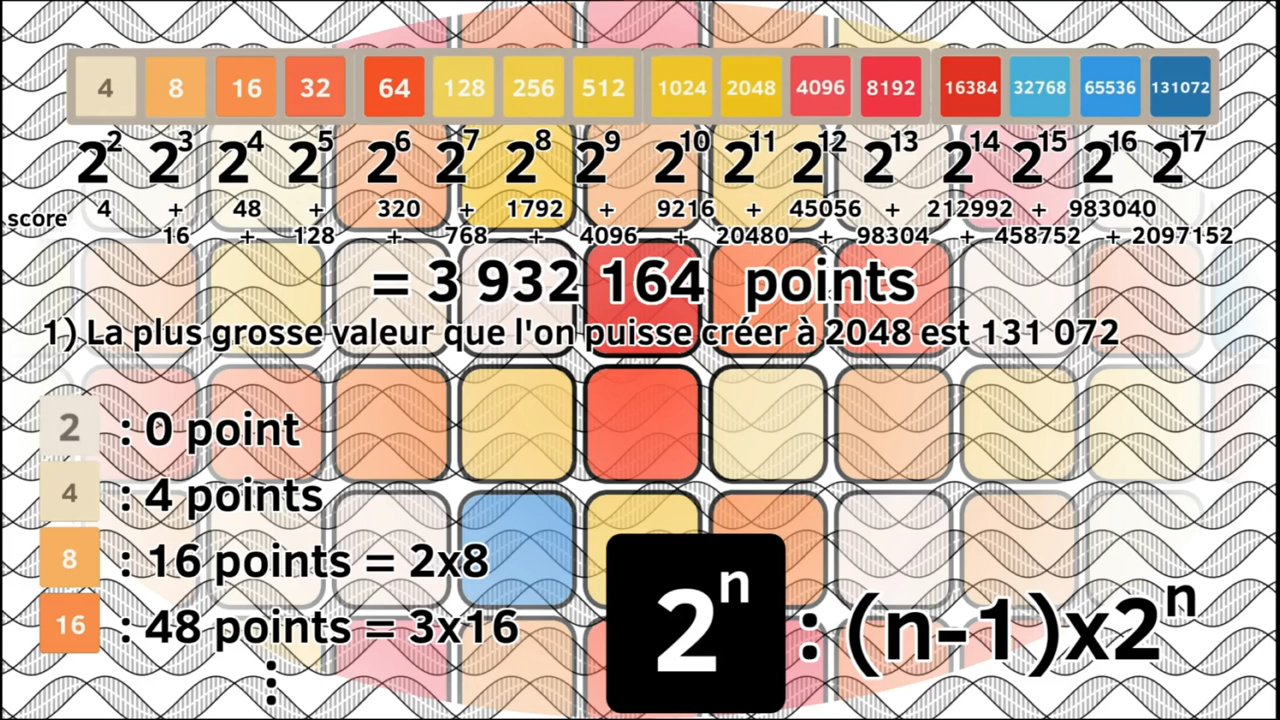 4 8 16 32 64 128 256 512 1024 2048 4096 8192 16384 32768 65536 131072
2² 2³ 2⁴ 2⁵ 2⁶ 2⁷ 2⁸ 2⁹ 2¹⁰ 2¹¹ 2¹² 2¹³ 2¹⁴ 2¹⁵ 2¹⁶ 2¹⁷
score 4 + 48 + 320 + 1792 + 9216 + 45056 + 212992 + 983040
16 + 128 + 768 + 4096 + 20480 + 98304 + 458752 + 2097152
= 3 932 164 points
1) La plus grosse valeur que l'on puisse créer à 2048 est 131 072
2 : 0 point
4 : 4 points
8 : 16 points = 2x8
16 : 48 points = 3x16
⋮
2ⁿ : (n-1)x2ⁿ